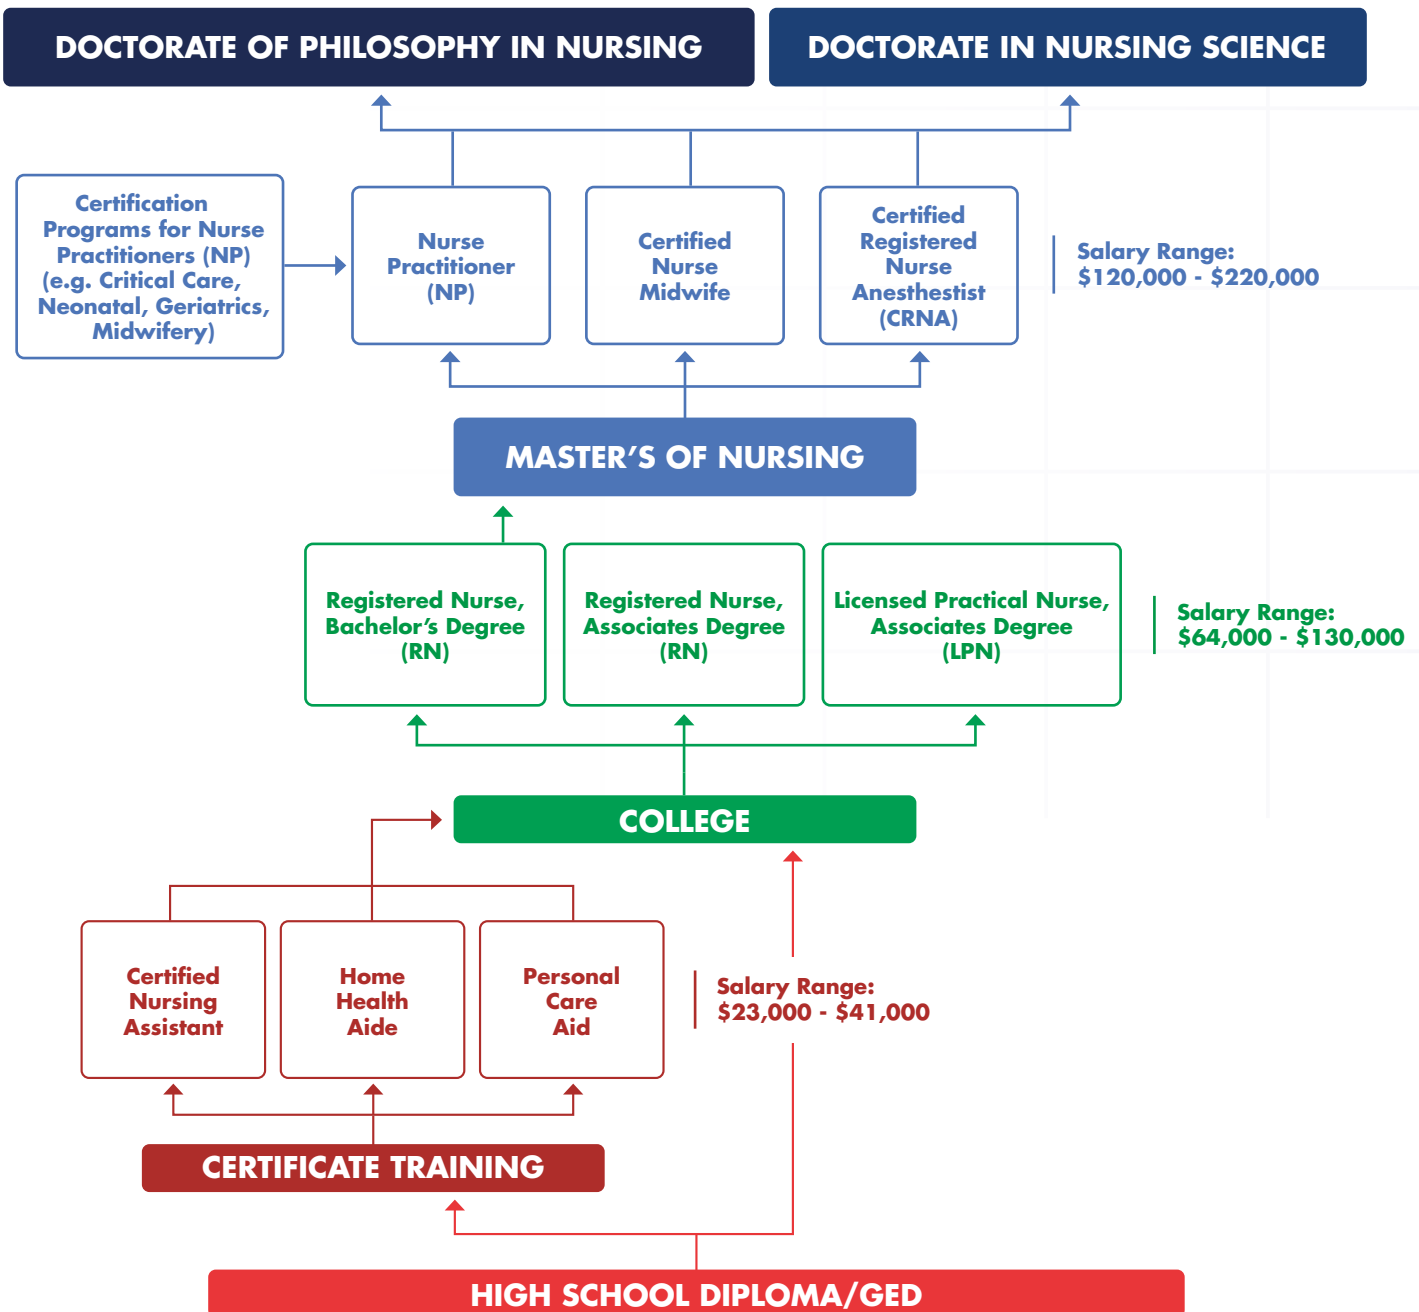 DOCTORATE OF PHILOSOPHY IN NURSING
DOCTORATE IN NURSING SCIENCE
Certification
Programs for Nurse
Practitioners (NP)
(e.g. Critical Care,
Neonatal, Geriatrics,
Midwifery)
Nurse
Practitioner
(NP)
Certified
Nurse
Midwife
Certified
Registered
Nurse
Anesthestist
(CRNA)
Salary Range:
$120,000 - $220,000
MASTER’S OF NURSING
Registered Nurse,
Bachelor’s Degree
(RN)
Registered Nurse,
Associates Degree
(RN)
Licensed Practical Nurse,
Associates Degree
(LPN)
Salary Range:
$64,000 - $130,000
COLLEGE
Certified
Nursing
Assistant
Home
Health
Aide
Personal
Care
Aid
Salary Range:
$23,000 - $41,000
CERTIFICATE TRAINING
HIGH SCHOOL DIPLOMA/GED